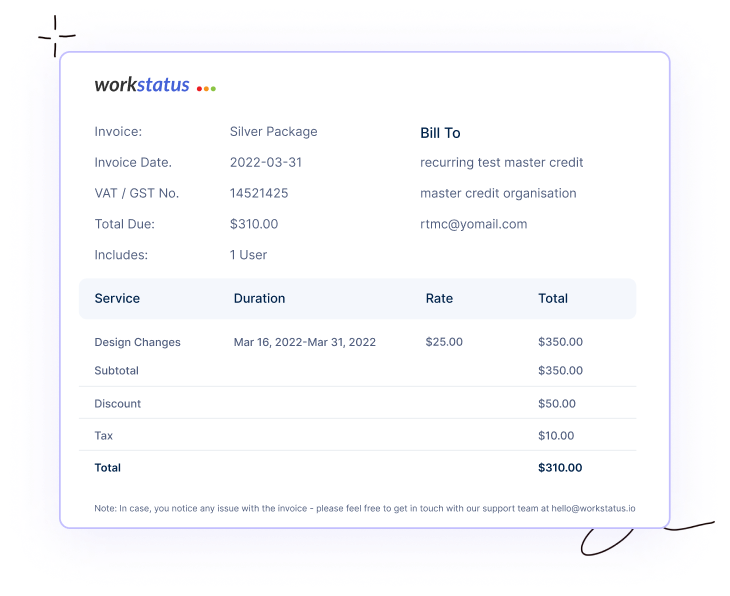 workstatus
Invoice: Silver Package Bill To
Invoice Date. 2022-03-31 recurring test master credit
VAT / GST No. 14521425 master credit organisation
Total Due: $310.00 rtmc@yomail.com
Includes: 1 User
Service Duration Rate Total
Design Changes Mar 16, 2022-Mar 31, 2022 $25.00 $350.00
Subtotal $350.00
Discount $50.00
Tax $10.00
Total $310.00
Note: In case, you notice any issue with the invoice - please feel free to get in touch with our support team at hello@workstatus.io